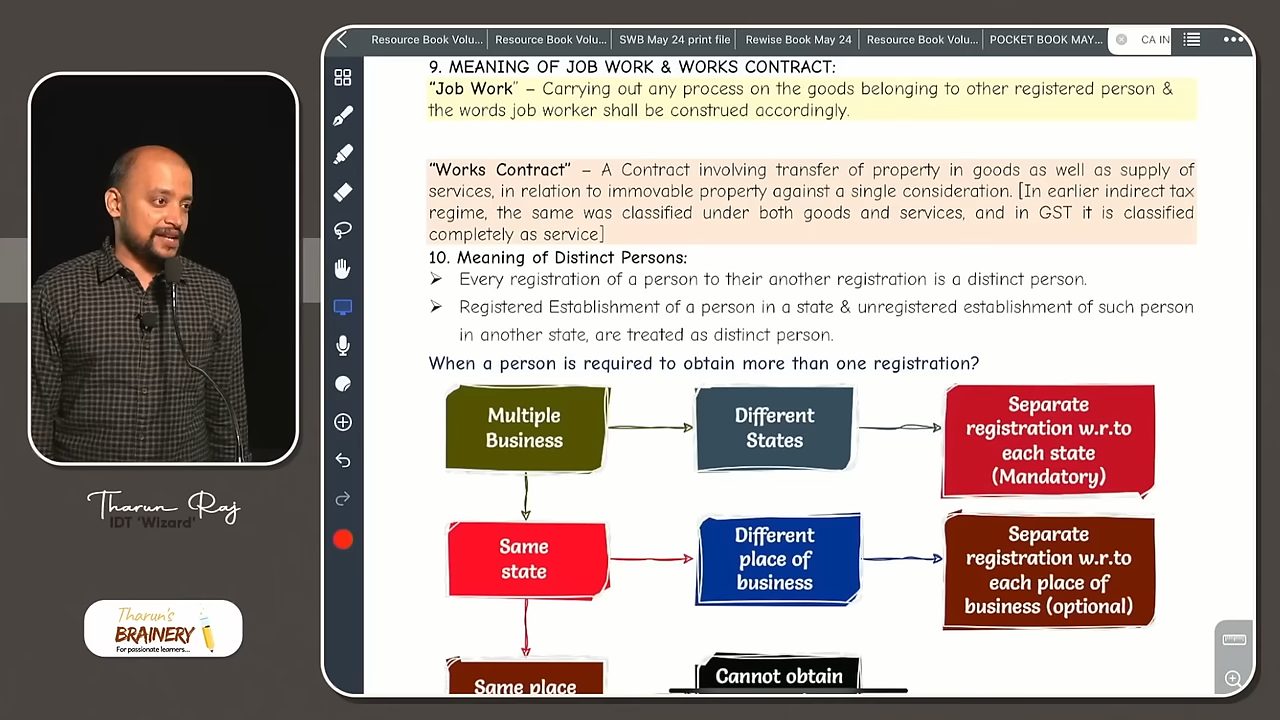 Resource Book Volu...
Resource Book Volu...
SWB May 24 print file
Rewise Book May 24
Resource Book Volu...
POCKET BOOK MAY...
CA IN
9. MEANING OF JOB WORK & WORKS CONTRACT:
"Job Work" – Carrying out any process on the goods belonging to other registered person &
the words job worker shall be construed accordingly.
"Works Contract" – A Contract involving transfer of property in goods as well as supply of
services, in relation to immovable property against a single consideration. [In earlier indirect tax
regime, the same was classified under both goods and services, and in GST it is classified
completely as service]
10. Meaning of Distinct Persons:
➢ Every registration of a person to their another registration is a distinct person.
➢ Registered Establishment of a person in a state & unregistered establishment of such person
in another state, are treated as distinct person.
When a person is required to obtain more than one registration?
Multiple
Business
Different
States
Separate
registration w.r.to
each state
(Mandatory)
Same
state
Different
place of
business
Separate
registration w.r.to
each place of
business (optional)
Same place
Cannot obtain
Tharun Raj
IDT 'Wizard'
Tharun's
BRAINERY
For passionate learners...